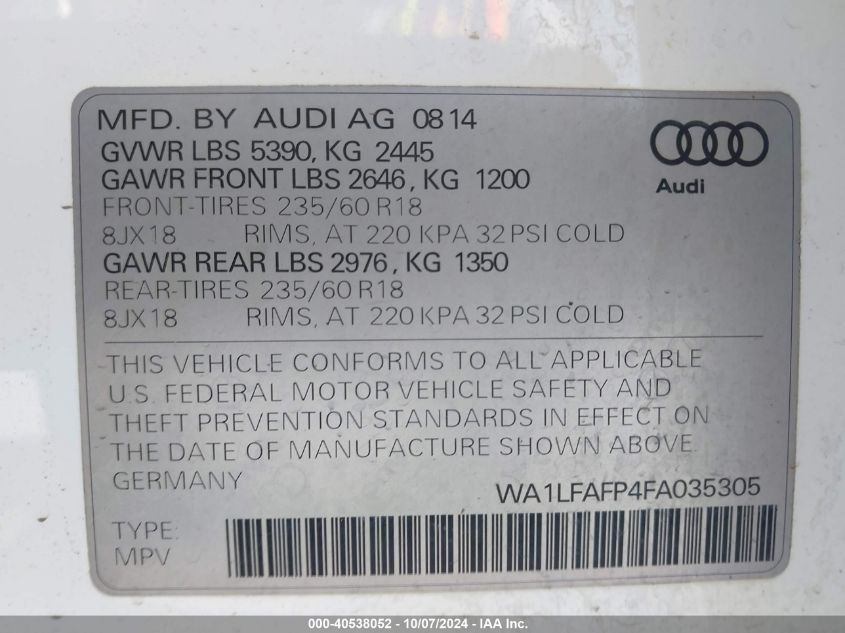 MFD. BY AUDI AG 0814
GVWR LBS 5390, KG 2445
GAWR FRONT LBS 2646, KG 1200
FRONT-TIRES 235/60 R18
8JX18 RIMS, AT 220 KPA 32 PSI COLD
GAWR REAR LBS 2976, KG 1350
REAR-TIRES 235/60 R18
8JX18 RIMS, AT 220 KPA 32 PSI COLD
Audi
THIS VEHICLE CONFORMS TO ALL APPLICABLE
U.S. FEDERAL MOTOR VEHICLE SAFETY AND
THEFT PREVENTION STANDARDS IN EFFECT ON
THE DATE OF MANUFACTURE SHOWN ABOVE.
GERMANY
WA1LFAFP4FA035305
TYPE:
MPV
000-40538052 - 10/07/2024 - IAA Inc.